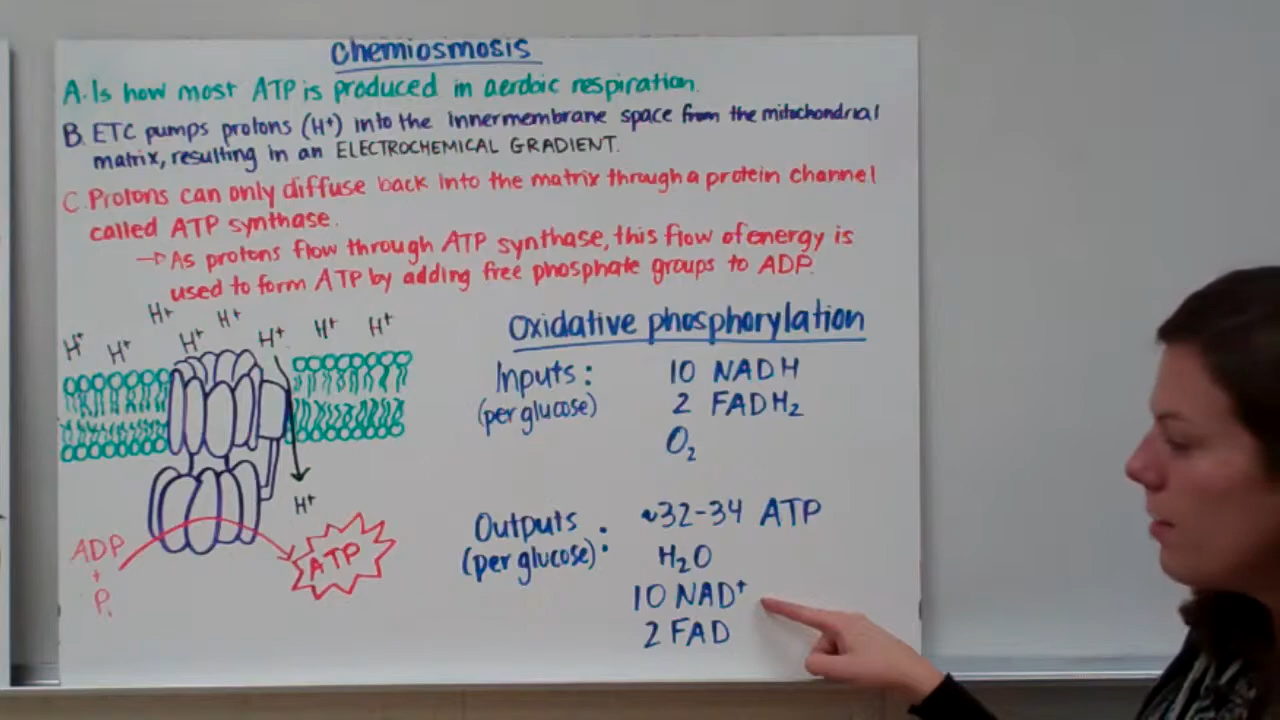 Chemiosmosis
A. Is how most ATP is produced in aerobic respiration.
B. ETC pumps protons (H⁺) into the innermembrane space from the mitochondrial
matrix, resulting in an ELECTROCHEMICAL GRADIENT.
C. Protons can only diffuse back into the matrix through a protein channel
called ATP synthase.
→ As protons flow through ATP synthase, this flow of energy is
used to form ATP by adding free phosphate groups to ADP.
H⁺ H⁺ H⁺ H⁺ H⁺ H⁺ H⁺ H⁺
H⁺
ADP
+
Pᵢ
ATP
Oxidative phosphorylation
Inputs: 10 NADH
(per glucose) 2 FADH₂
O₂
Outputs : ~32-34 ATP
(per glucose): H₂O
10 NAD⁺
2 FAD